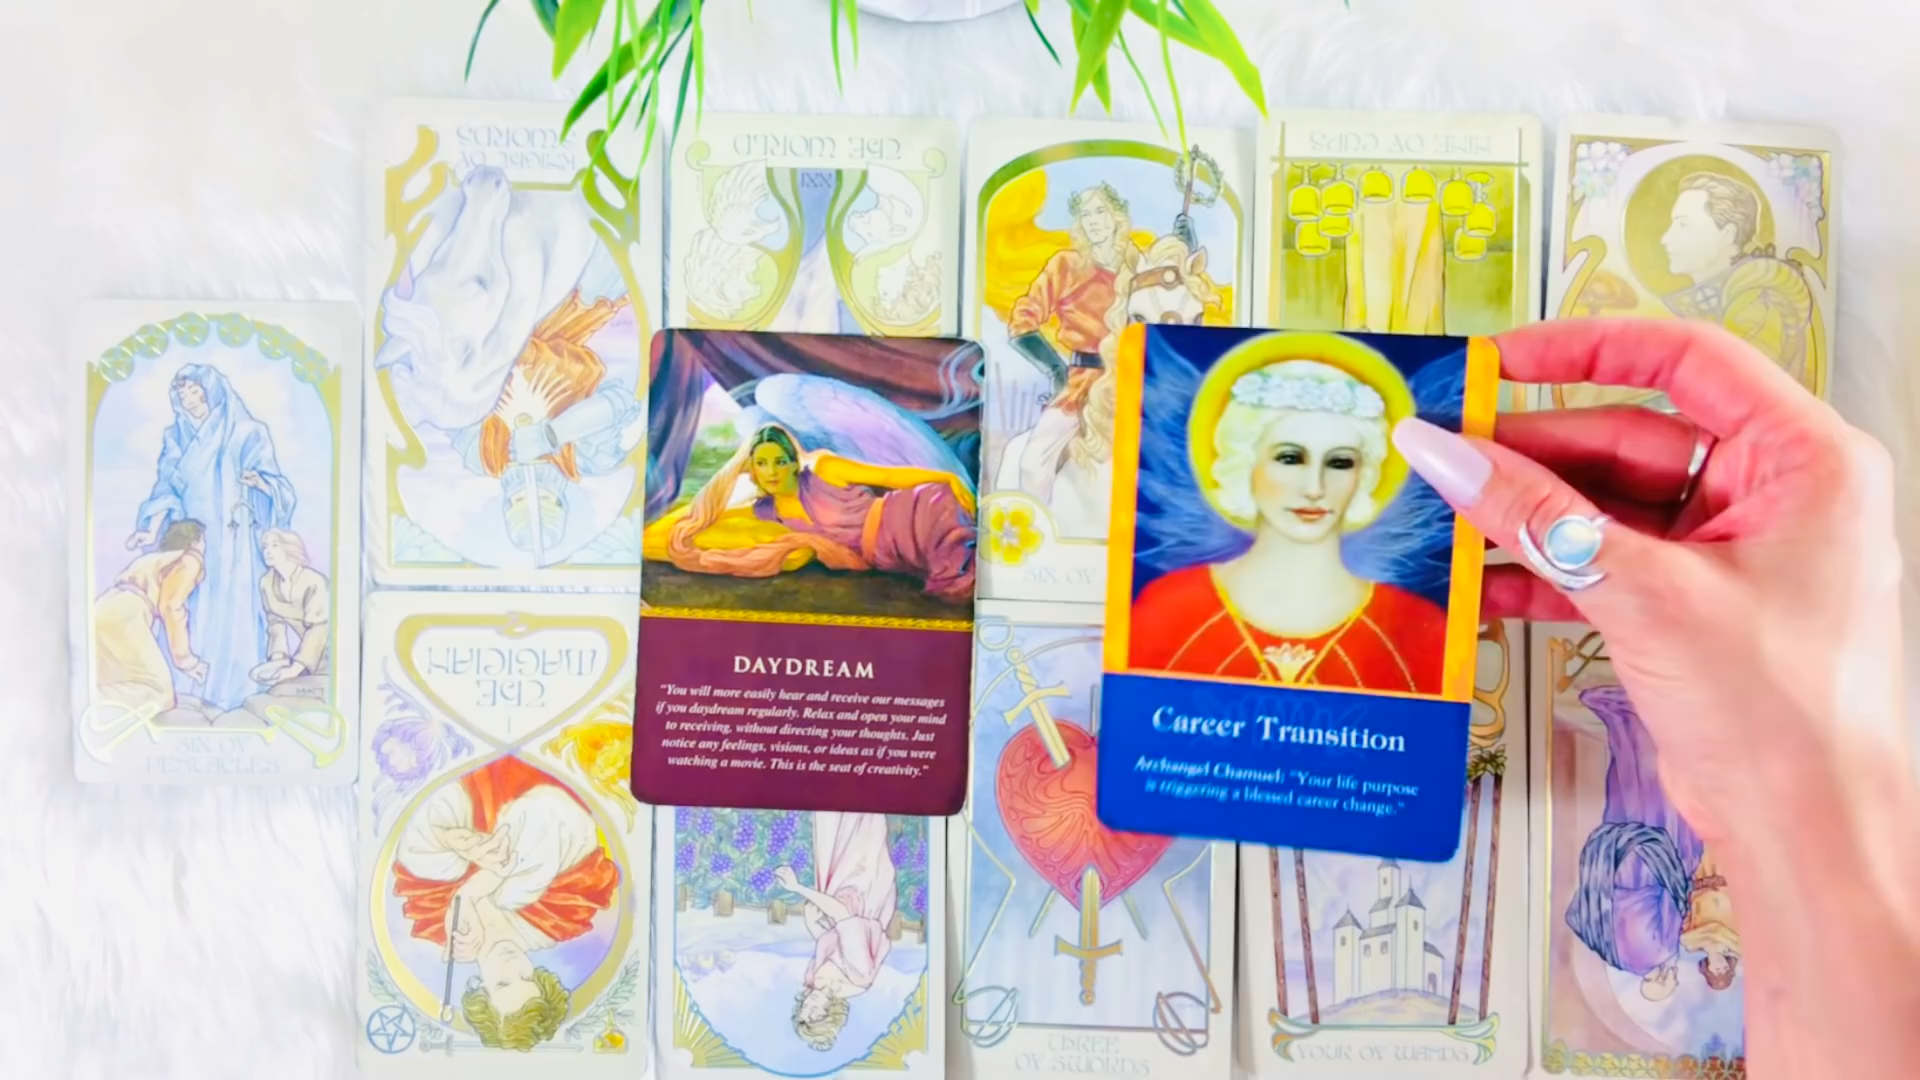 KNIGHT OF
SWORDS
THE WORLD
XXI
NINE OF CUPS
SIX OF
PENTACLES
THE
MAGICIAN
I
SIX OF
DAYDREAM
"You will more easily hear and receive our messages
if you daydream regularly. Relax and open your mind
to receiving, without directing your thoughts. Just
notice any feelings, visions, or ideas as if you were
watching a movie. This is the seat of creativity."
Career Transition
Archangel Chamuel: "Your life purpose
is triggering a blessed career change."
THREE
OF SWORDS
FOUR OF WANDS